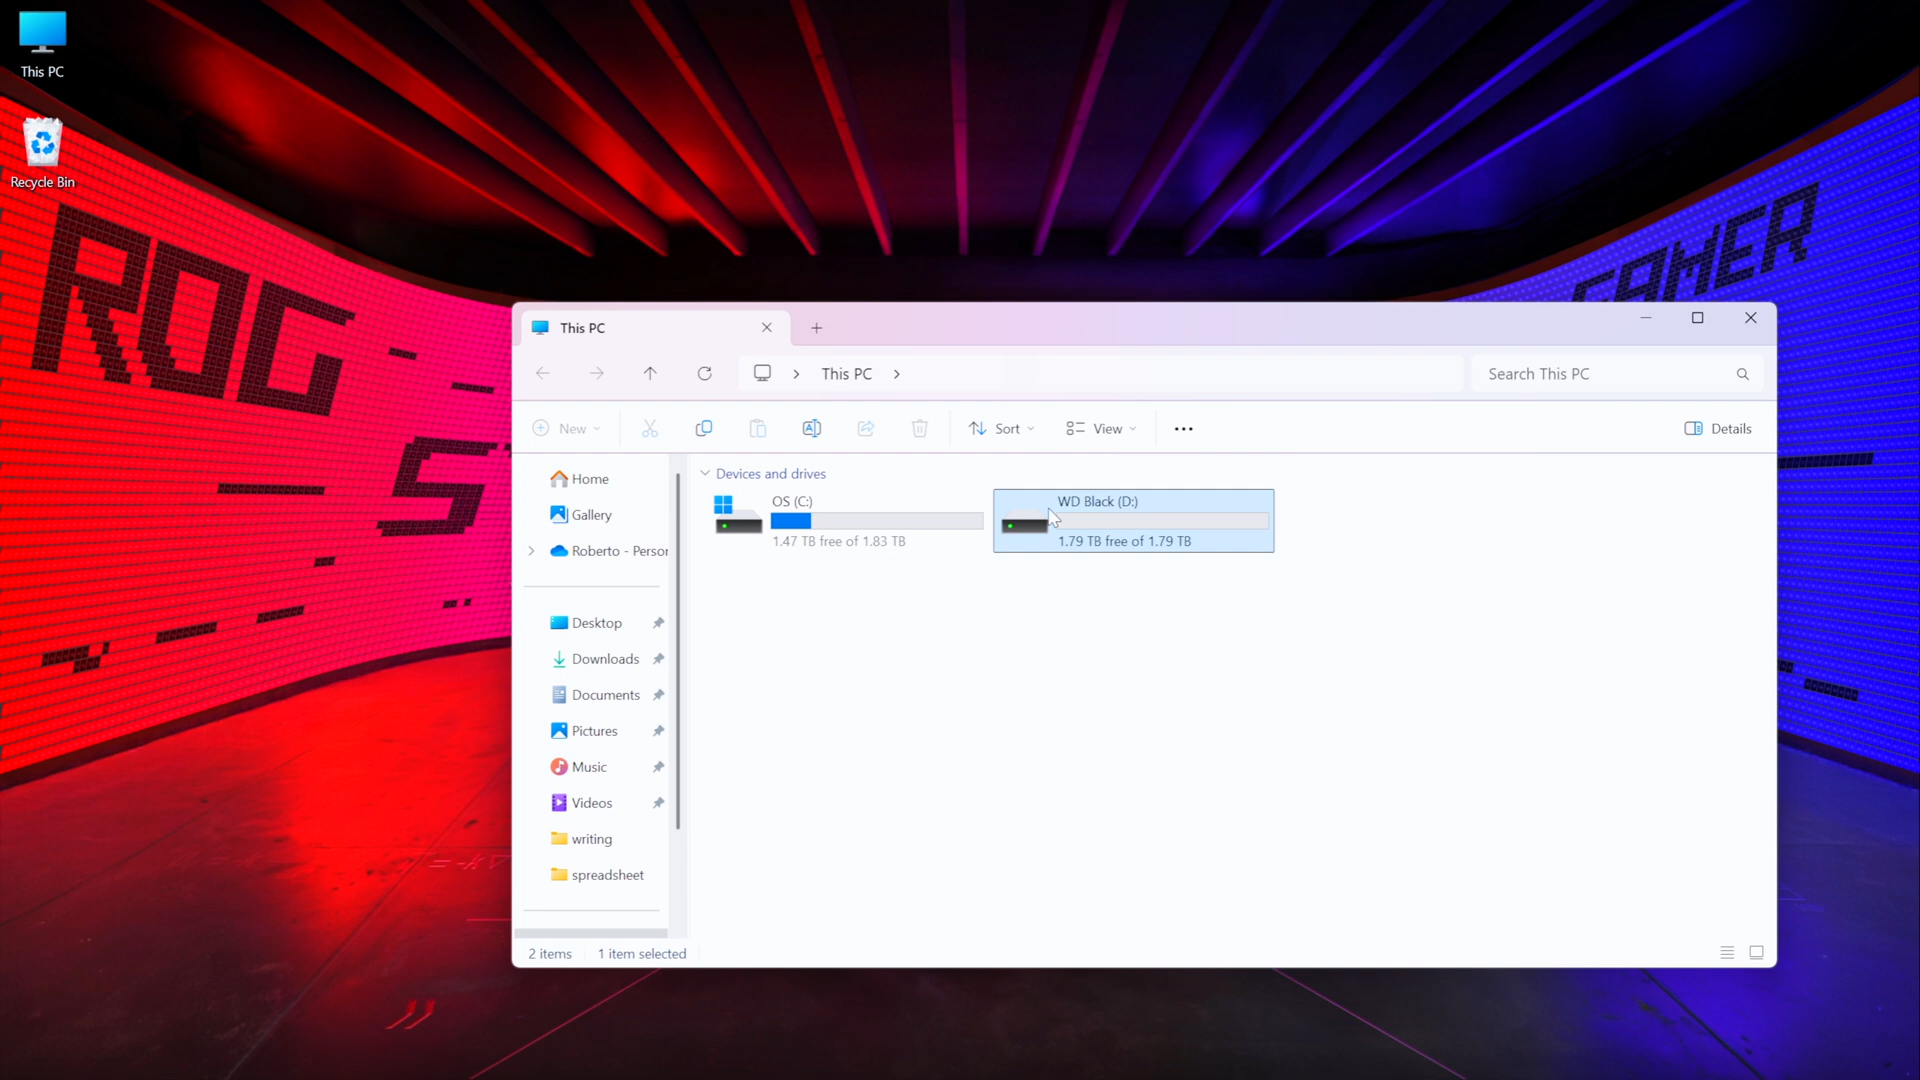 This PC
Recycle Bin
ROG
GAMER
This PC
This PC
Search This PC
New
Sort
View
Details
Home
Gallery
Roberto - Person
Desktop
Downloads
Documents
Pictures
Music
Videos
writing
spreadsheet
Devices and drives
OS (C:)
1.47 TB free of 1.83 TB
WD Black (D:)
1.79 TB free of 1.79 TB
2 items
1 item selected